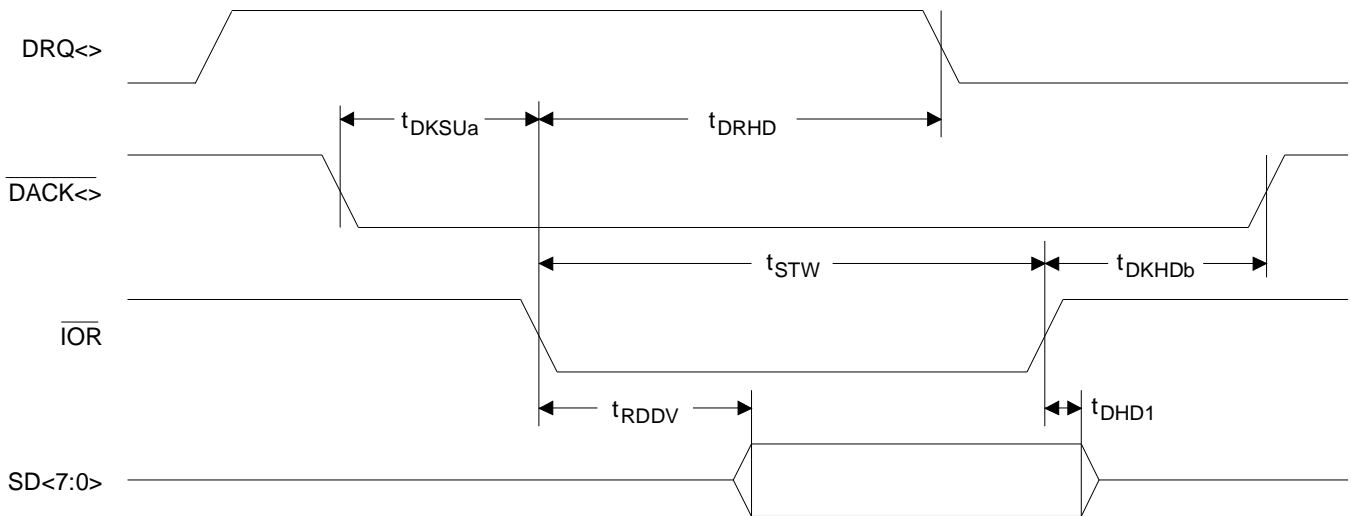 DRQ<>
tDKSUa
tDRHD
DACK<>
tSTW
tDKHDb
IOR
tRDDV
tDHD1
SD<7:0>